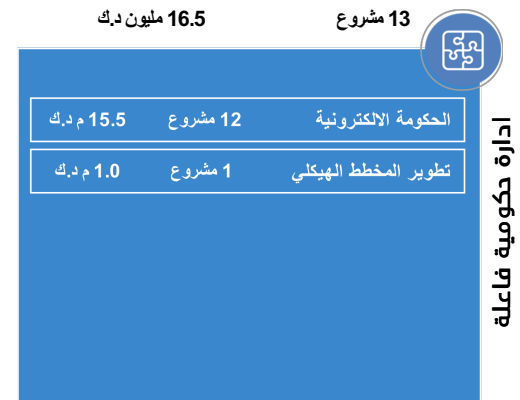 13 مشروع 16.5 مليون د.ك
ادارة حكومية فاعلة
الحكومة الالكترونية 12 مشروع 15.5 م د.ك
تطوير المخطط الهيكلي 1 مشروع 1.0 م د.ك